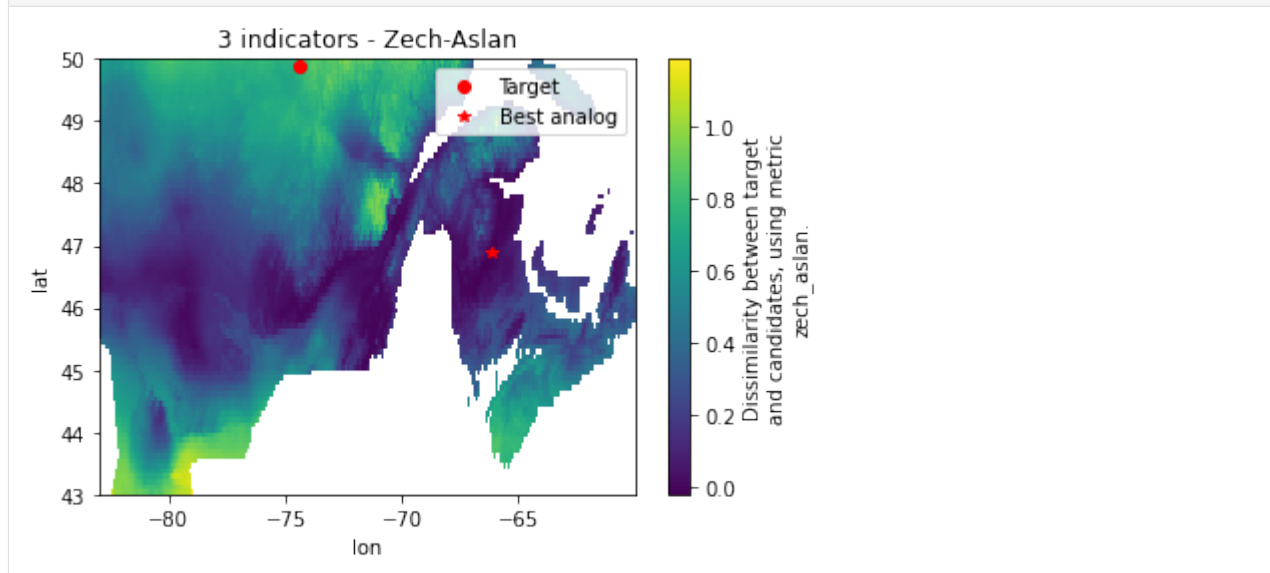 3 indicators - Zech-Aslan
Target
Best analog
50
49
48
47
46
45
44
43
lat
−80
−75
−70
−65
lon
1.0
0.8
0.6
0.4
0.2
0.0
Dissimilarity between target
and candidates, using metric
zech_aslan.